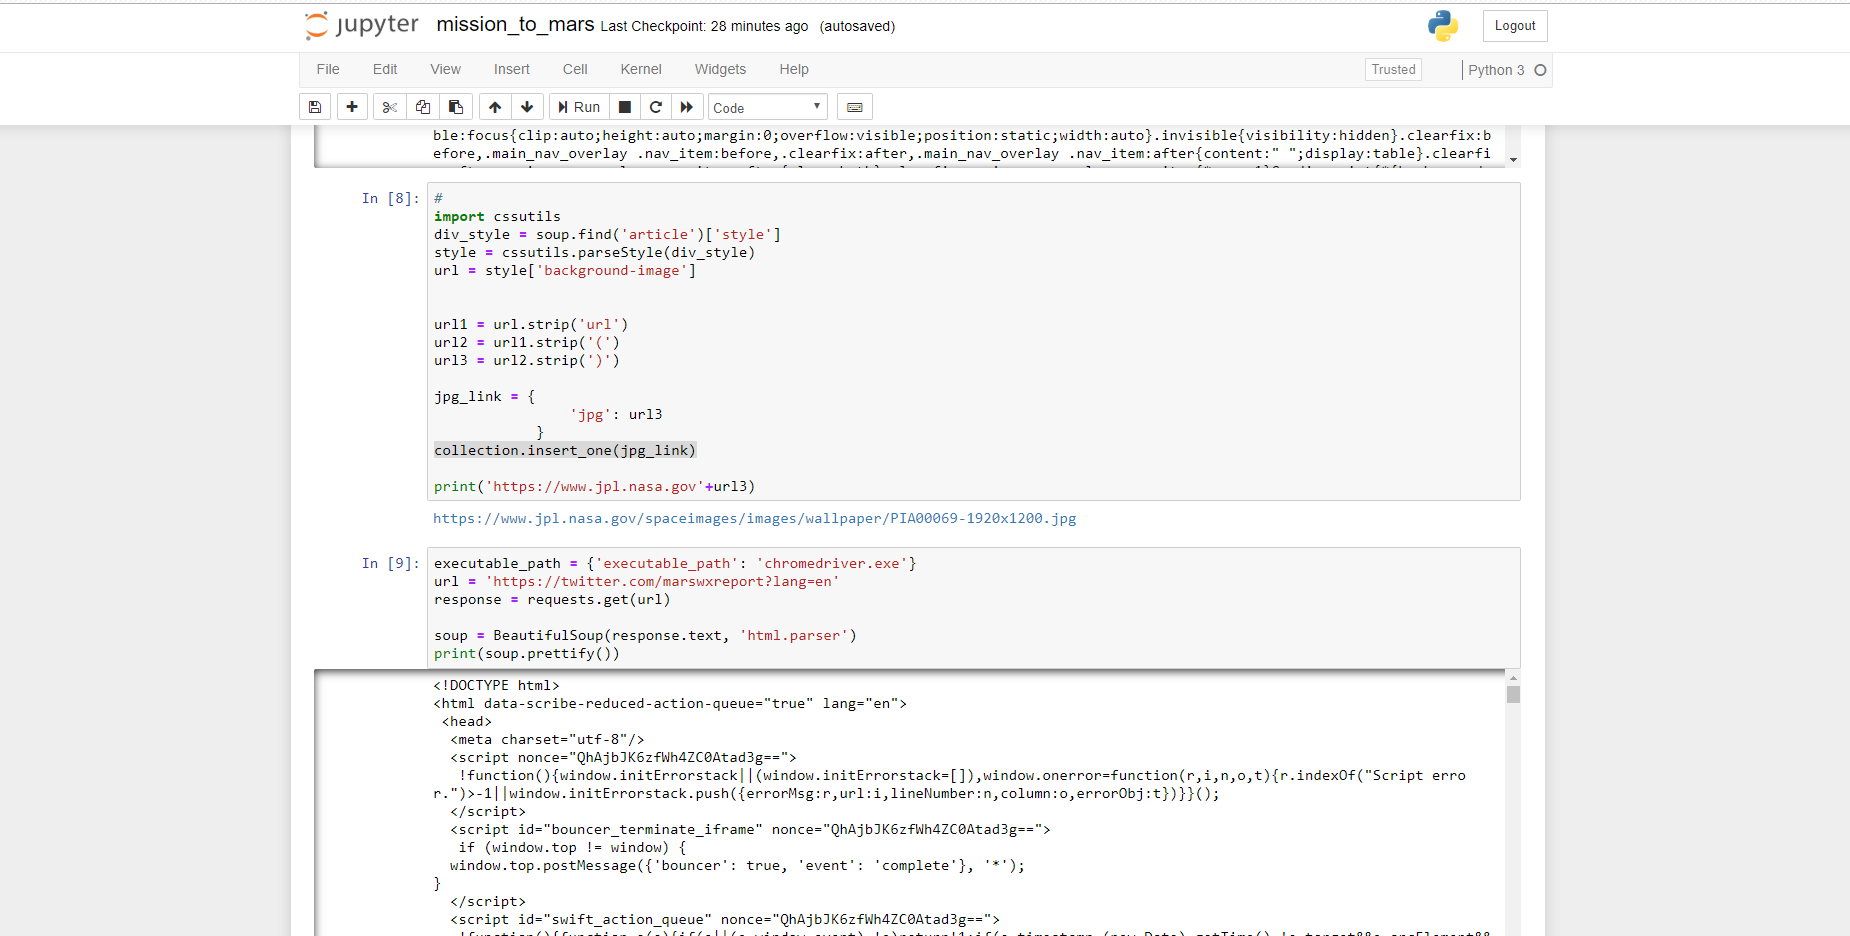 jupyter mission_to_mars Last Checkpoint: 28 minutes ago (autosaved) Logout
File Edit View Insert Cell Kernel Widgets Help Trusted Python 3
Run Code
ble:focus{clip:auto;height:auto;margin:0;overflow:visible;position:static;width:auto}.invisible{visibility:hidden}.clearfix:b
efore,.main_nav_overlay .nav_item:before,.clearfix:after,.main_nav_overlay .nav_item:after{content:" ";display:table}.clearfi
In [8]: #
import cssutils
div_style = soup.find('article')['style']
style = cssutils.parseStyle(div_style)
url = style['background-image']
url1 = url.strip('url')
url2 = url1.strip('(')
url3 = url2.strip(')')
jpg_link = {
'jpg': url3
}
collection.insert_one(jpg_link)
print('https://www.jpl.nasa.gov'+url3)
https://www.jpl.nasa.gov/spaceimages/images/wallpaper/PIA00069-1920x1200.jpg
In [9]: executable_path = {'executable_path': 'chromedriver.exe'}
url = 'https://twitter.com/marswxreport?lang=en'
response = requests.get(url)
soup = BeautifulSoup(response.text, 'html.parser')
print(soup.prettify())
<!DOCTYPE html>
<html data-scribe-reduced-action-queue="true" lang="en">
<head>
<meta charset="utf-8"/>
<script nonce="QhAjbJK6zfWh4ZC0Atad3g==">
!function(){window.initErrorstack||(window.initErrorstack=[]),window.onerror=function(r,i,n,o,t){r.indexOf("Script erro
r.")>-1||window.initErrorstack.push({errorMsg:r,url:i,lineNumber:n,column:o,errorObj:t})}}();
</script>
<script id="bouncer_terminate_iframe" nonce="QhAjbJK6zfWh4ZC0Atad3g==">
if (window.top != window) {
window.top.postMessage({'bouncer': true, 'event': 'complete'}, '*');
}
</script>
<script id="swift_action_queue" nonce="QhAjbJK6zfWh4ZC0Atad3g==">